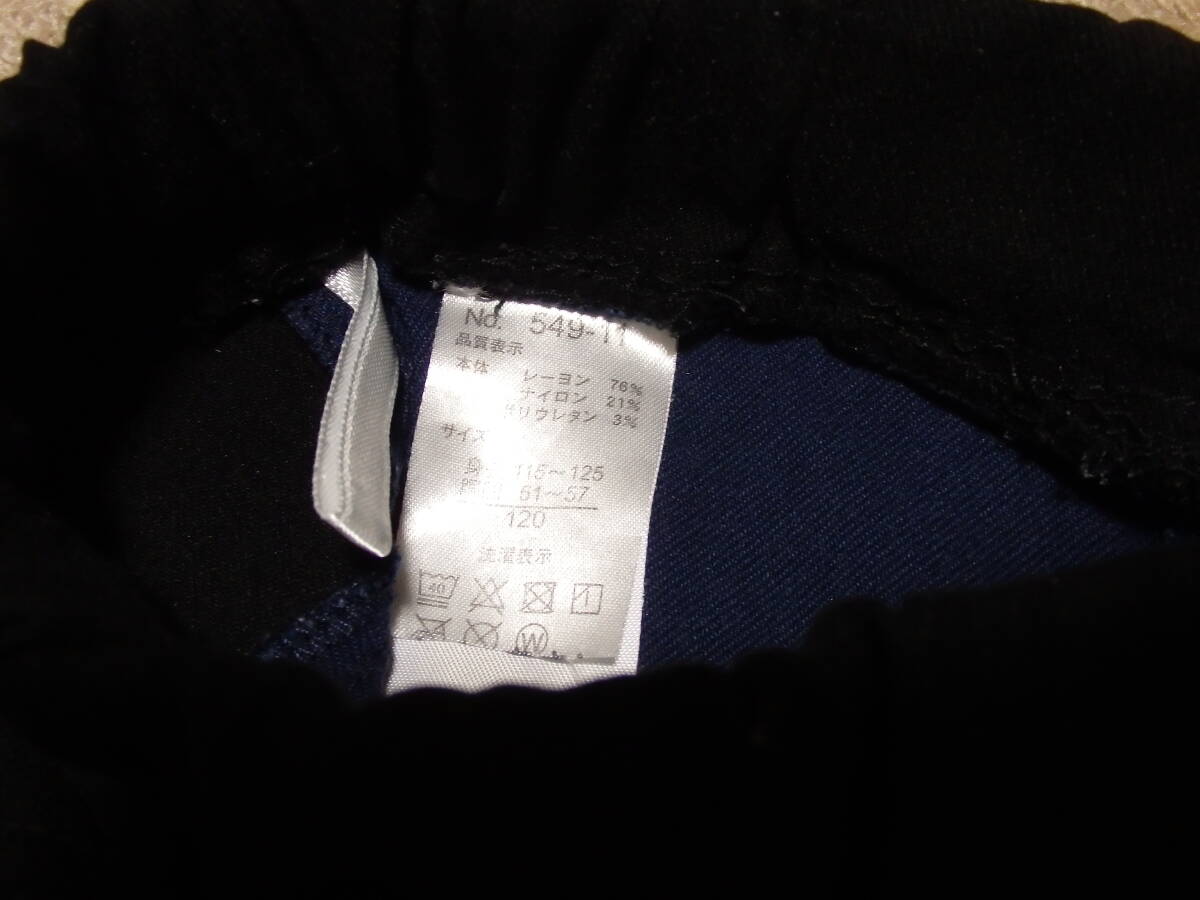 No. 549-11
品質表示
本体 レーヨン 76%
ナイロン 21%
ポリウレタン 3%
サイズ
115～125
51～57
120
洗濯表示
40
W